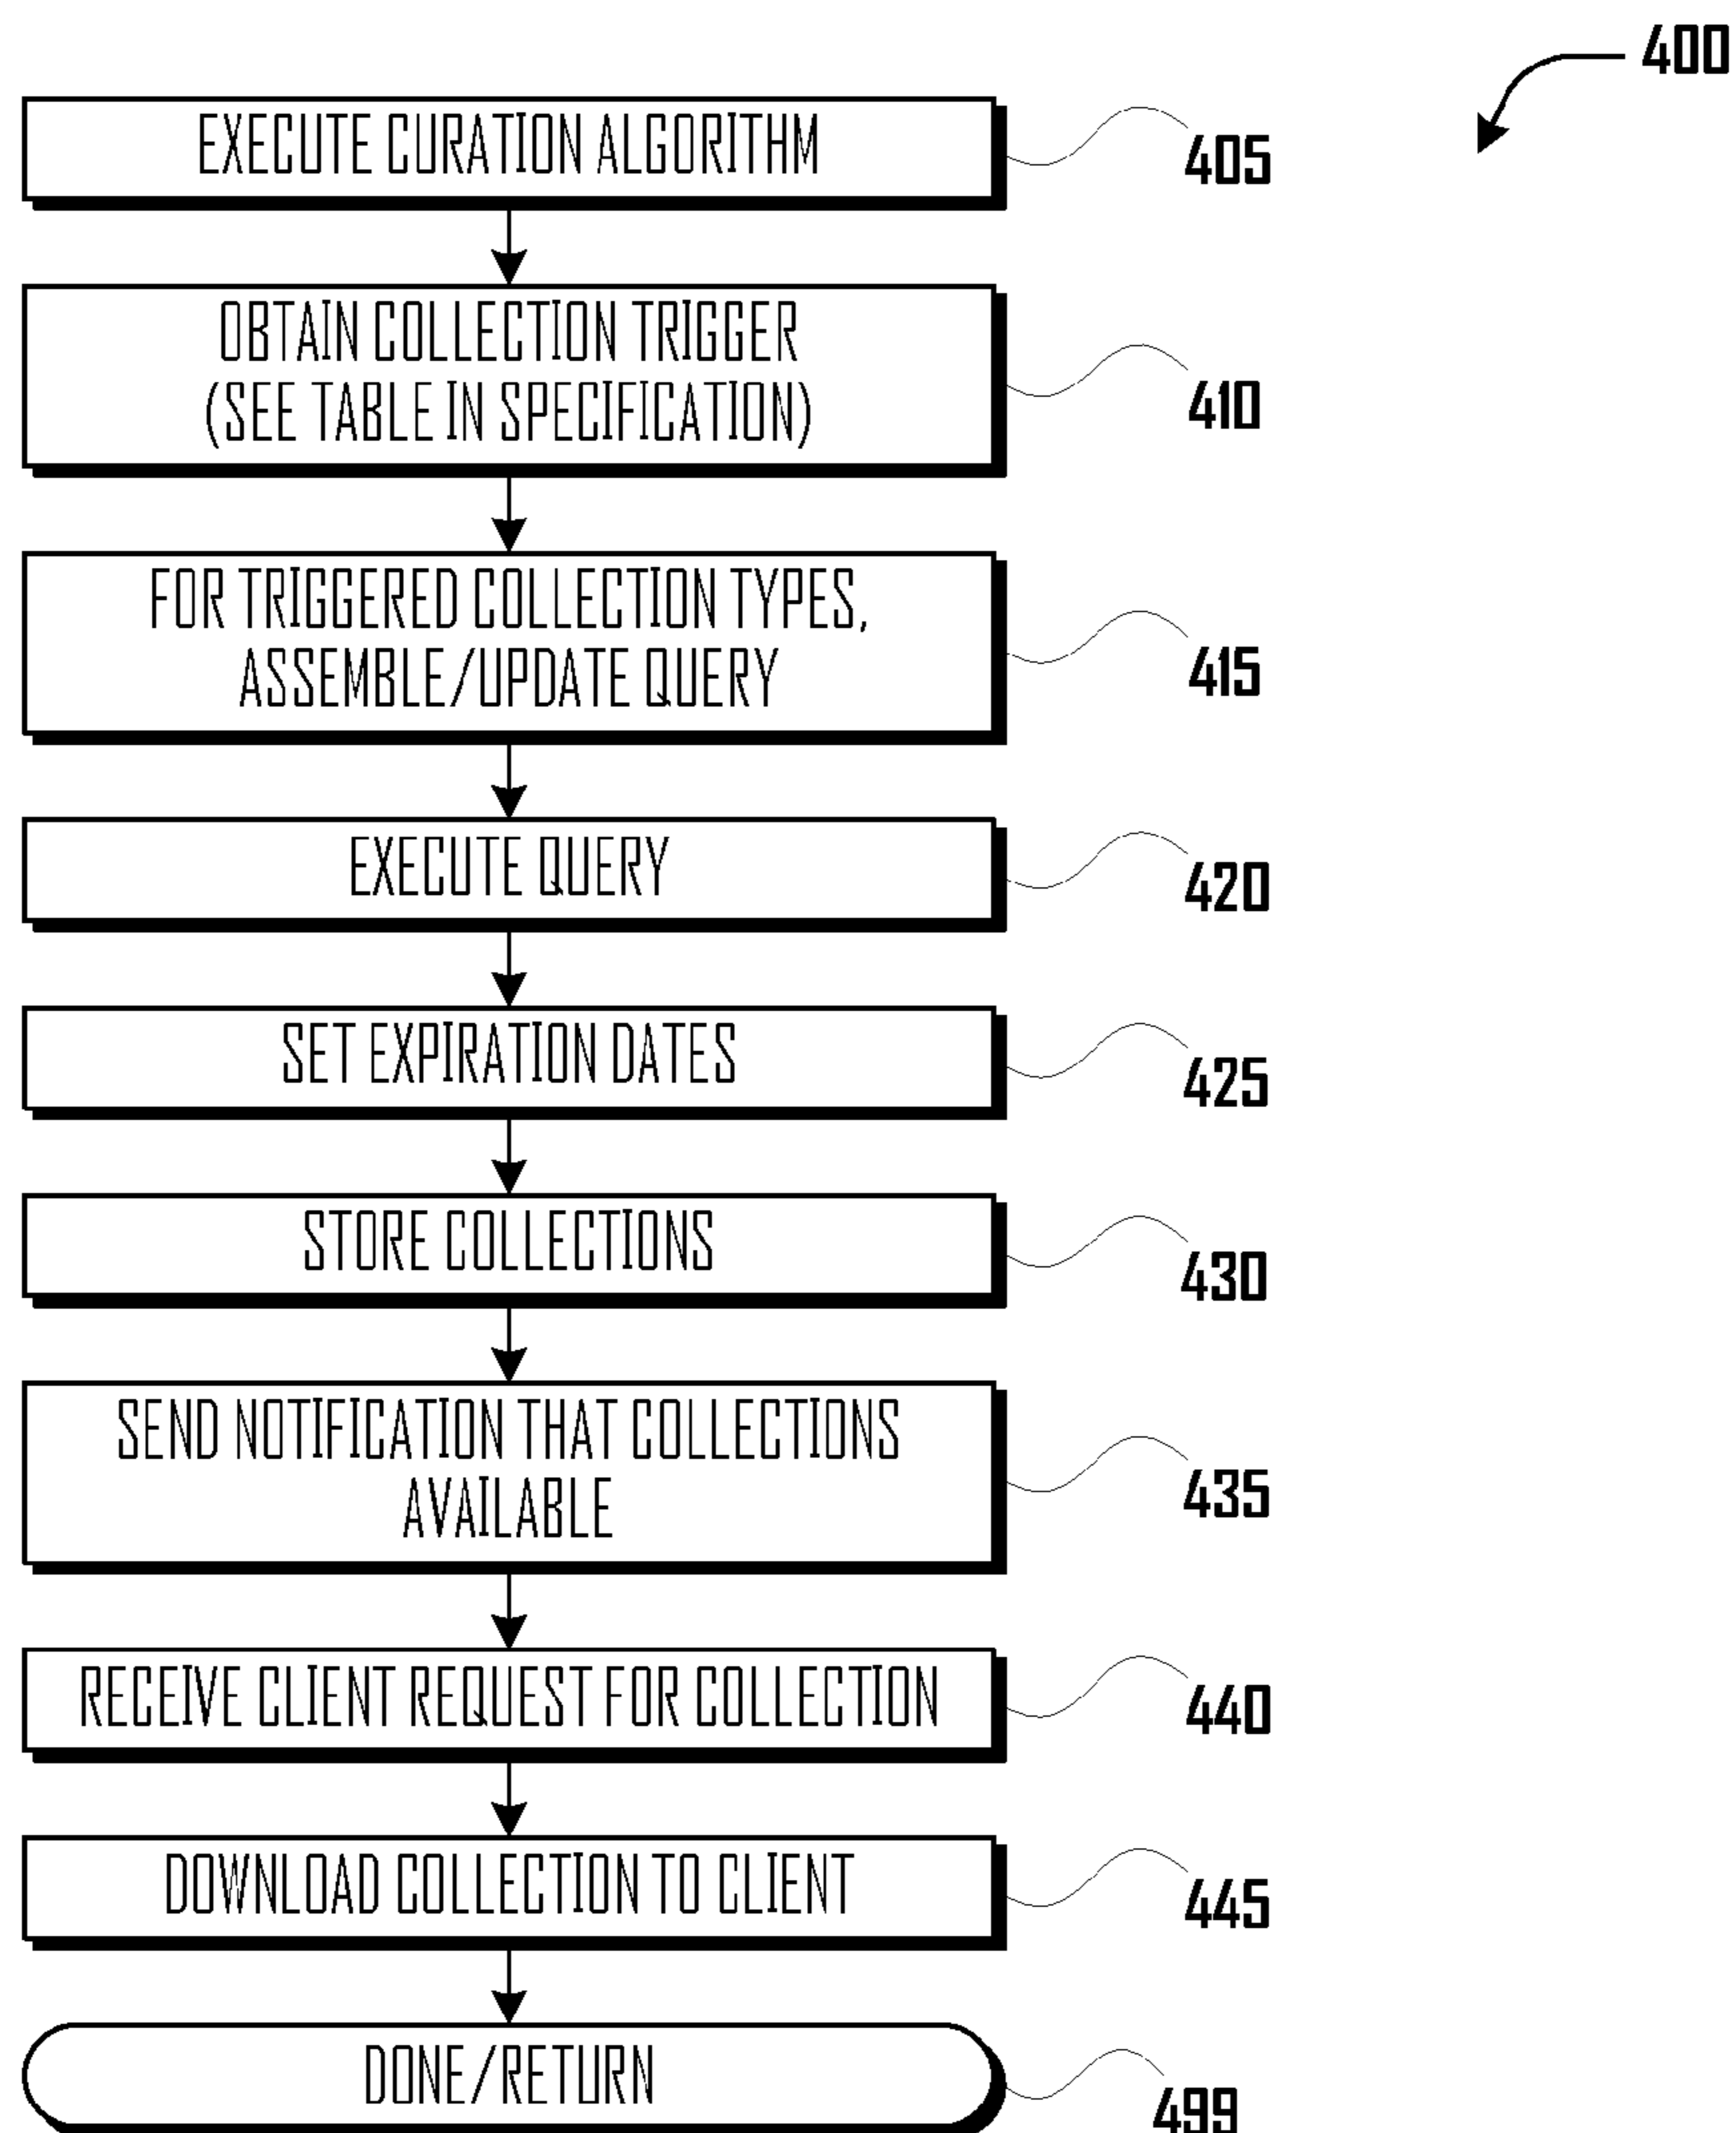 400
EXECUTE CURATION ALGORITHM
405
OBTAIN COLLECTION TRIGGER
(SEE TABLE IN SPECIFICATION)
410
FOR TRIGGERED COLLECTION TYPES,
ASSEMBLE/UPDATE QUERY
415
EXECUTE QUERY
420
SET EXPIRATION DATES
425
STORE COLLECTIONS
430
SEND NOTIFICATION THAT COLLECTIONS
AVAILABLE
435
RECEIVE CLIENT REQUEST FOR COLLECTION
440
DOWNLOAD COLLECTION TO CLIENT
445
DONE/RETURN
499